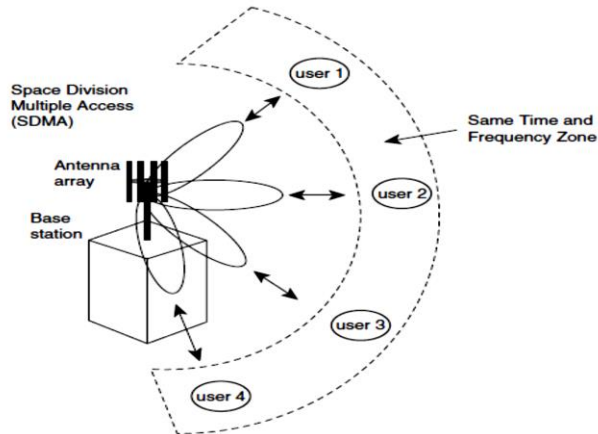 user 1
Space Division
Multiple Access
(SDMA)
Same Time and
Frequency Zone
Antenna
array
user 2
Base
station
user 3
user 4